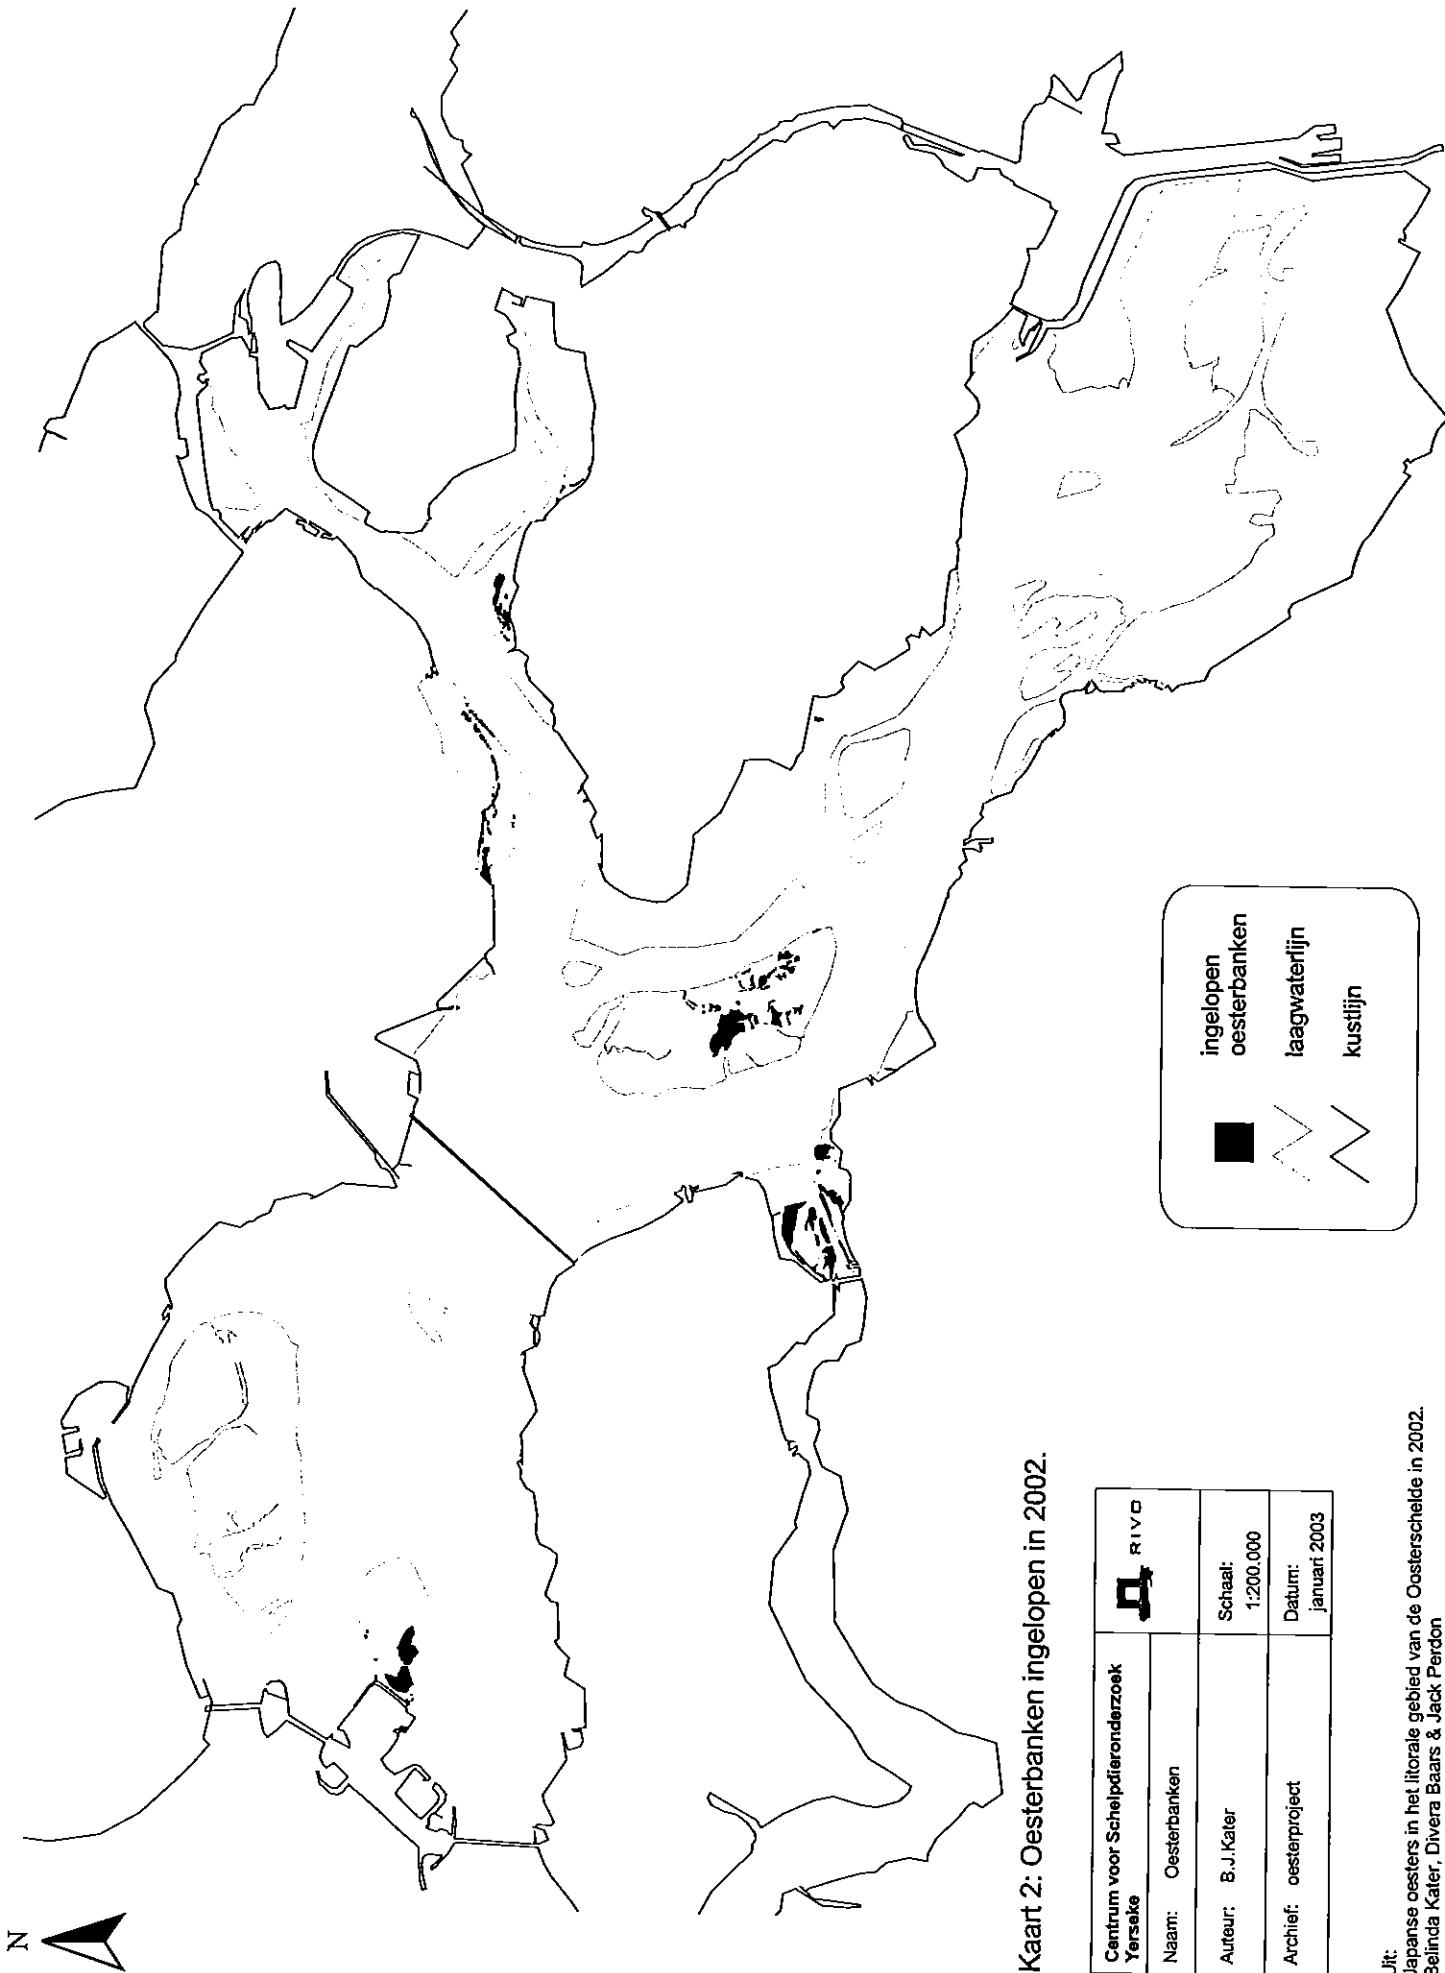 N
Kaart 2: Oesterbanken ingelopen in 2002.
Centrum voor Schelpdieronderzoek
Yerseke
RIVO
Naam: Oesterbanken
Auteur: B.J.Kater
Schaal:
1:200.000
Archief: oesterproject
Datum:
januari 2003
ingelopen
oesterbanken
laagwaterlijn
kustlijn
Uit:
Japanse oesters in het litorale gebied van de Oosterschelde in 2002.
Belinda Kater, Divera Baars & Jack Perdon